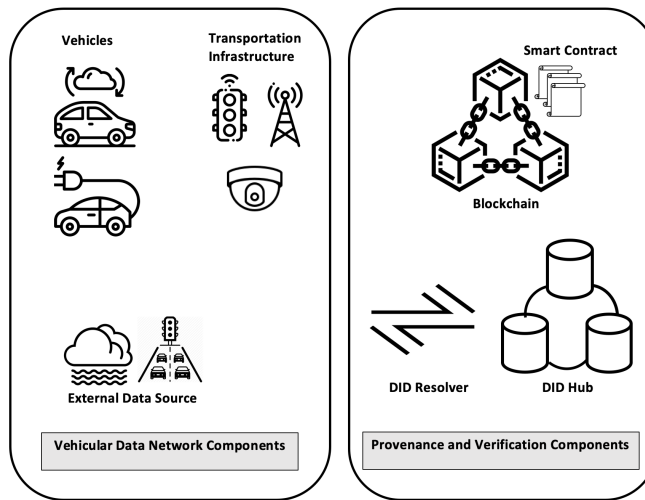 Vehicles
Transportation
Infrastructure
External Data Source
Vehicular Data Network Components
Smart Contract
Blockchain
DID Resolver
DID Hub
Provenance and Verification Components